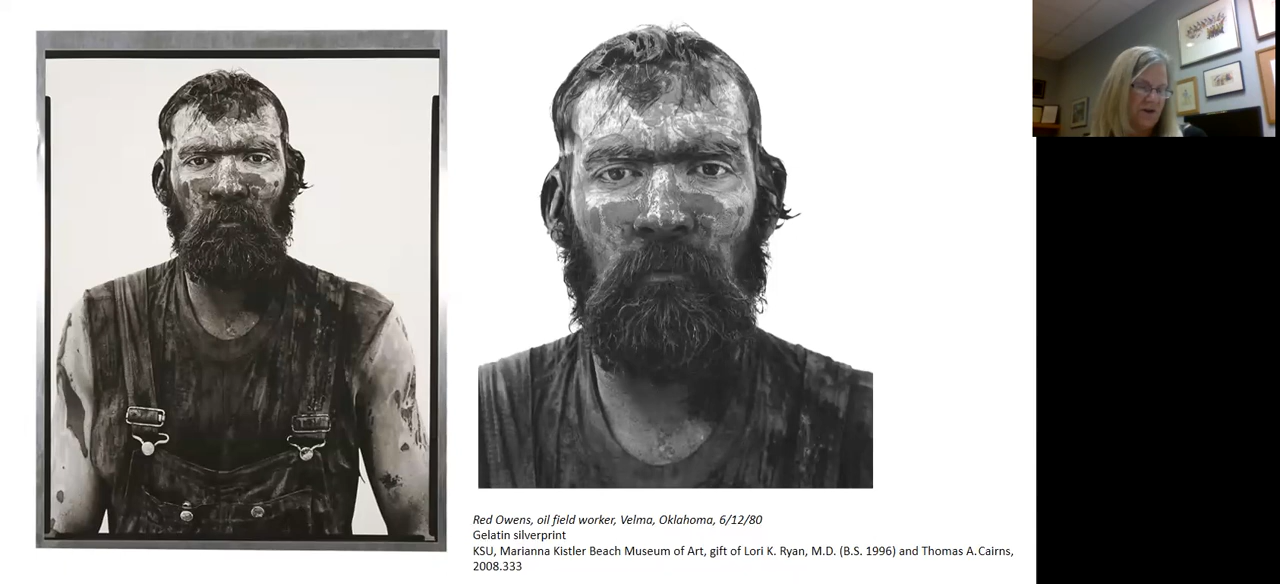 Red Owens, oil field worker, Velma, Oklahoma, 6/12/80
Gelatin silverprint
KSU, Marianna Kistler Beach Museum of Art, gift of Lori K. Ryan, M.D. (B.S. 1996) and Thomas A. Cairns,
2008.333